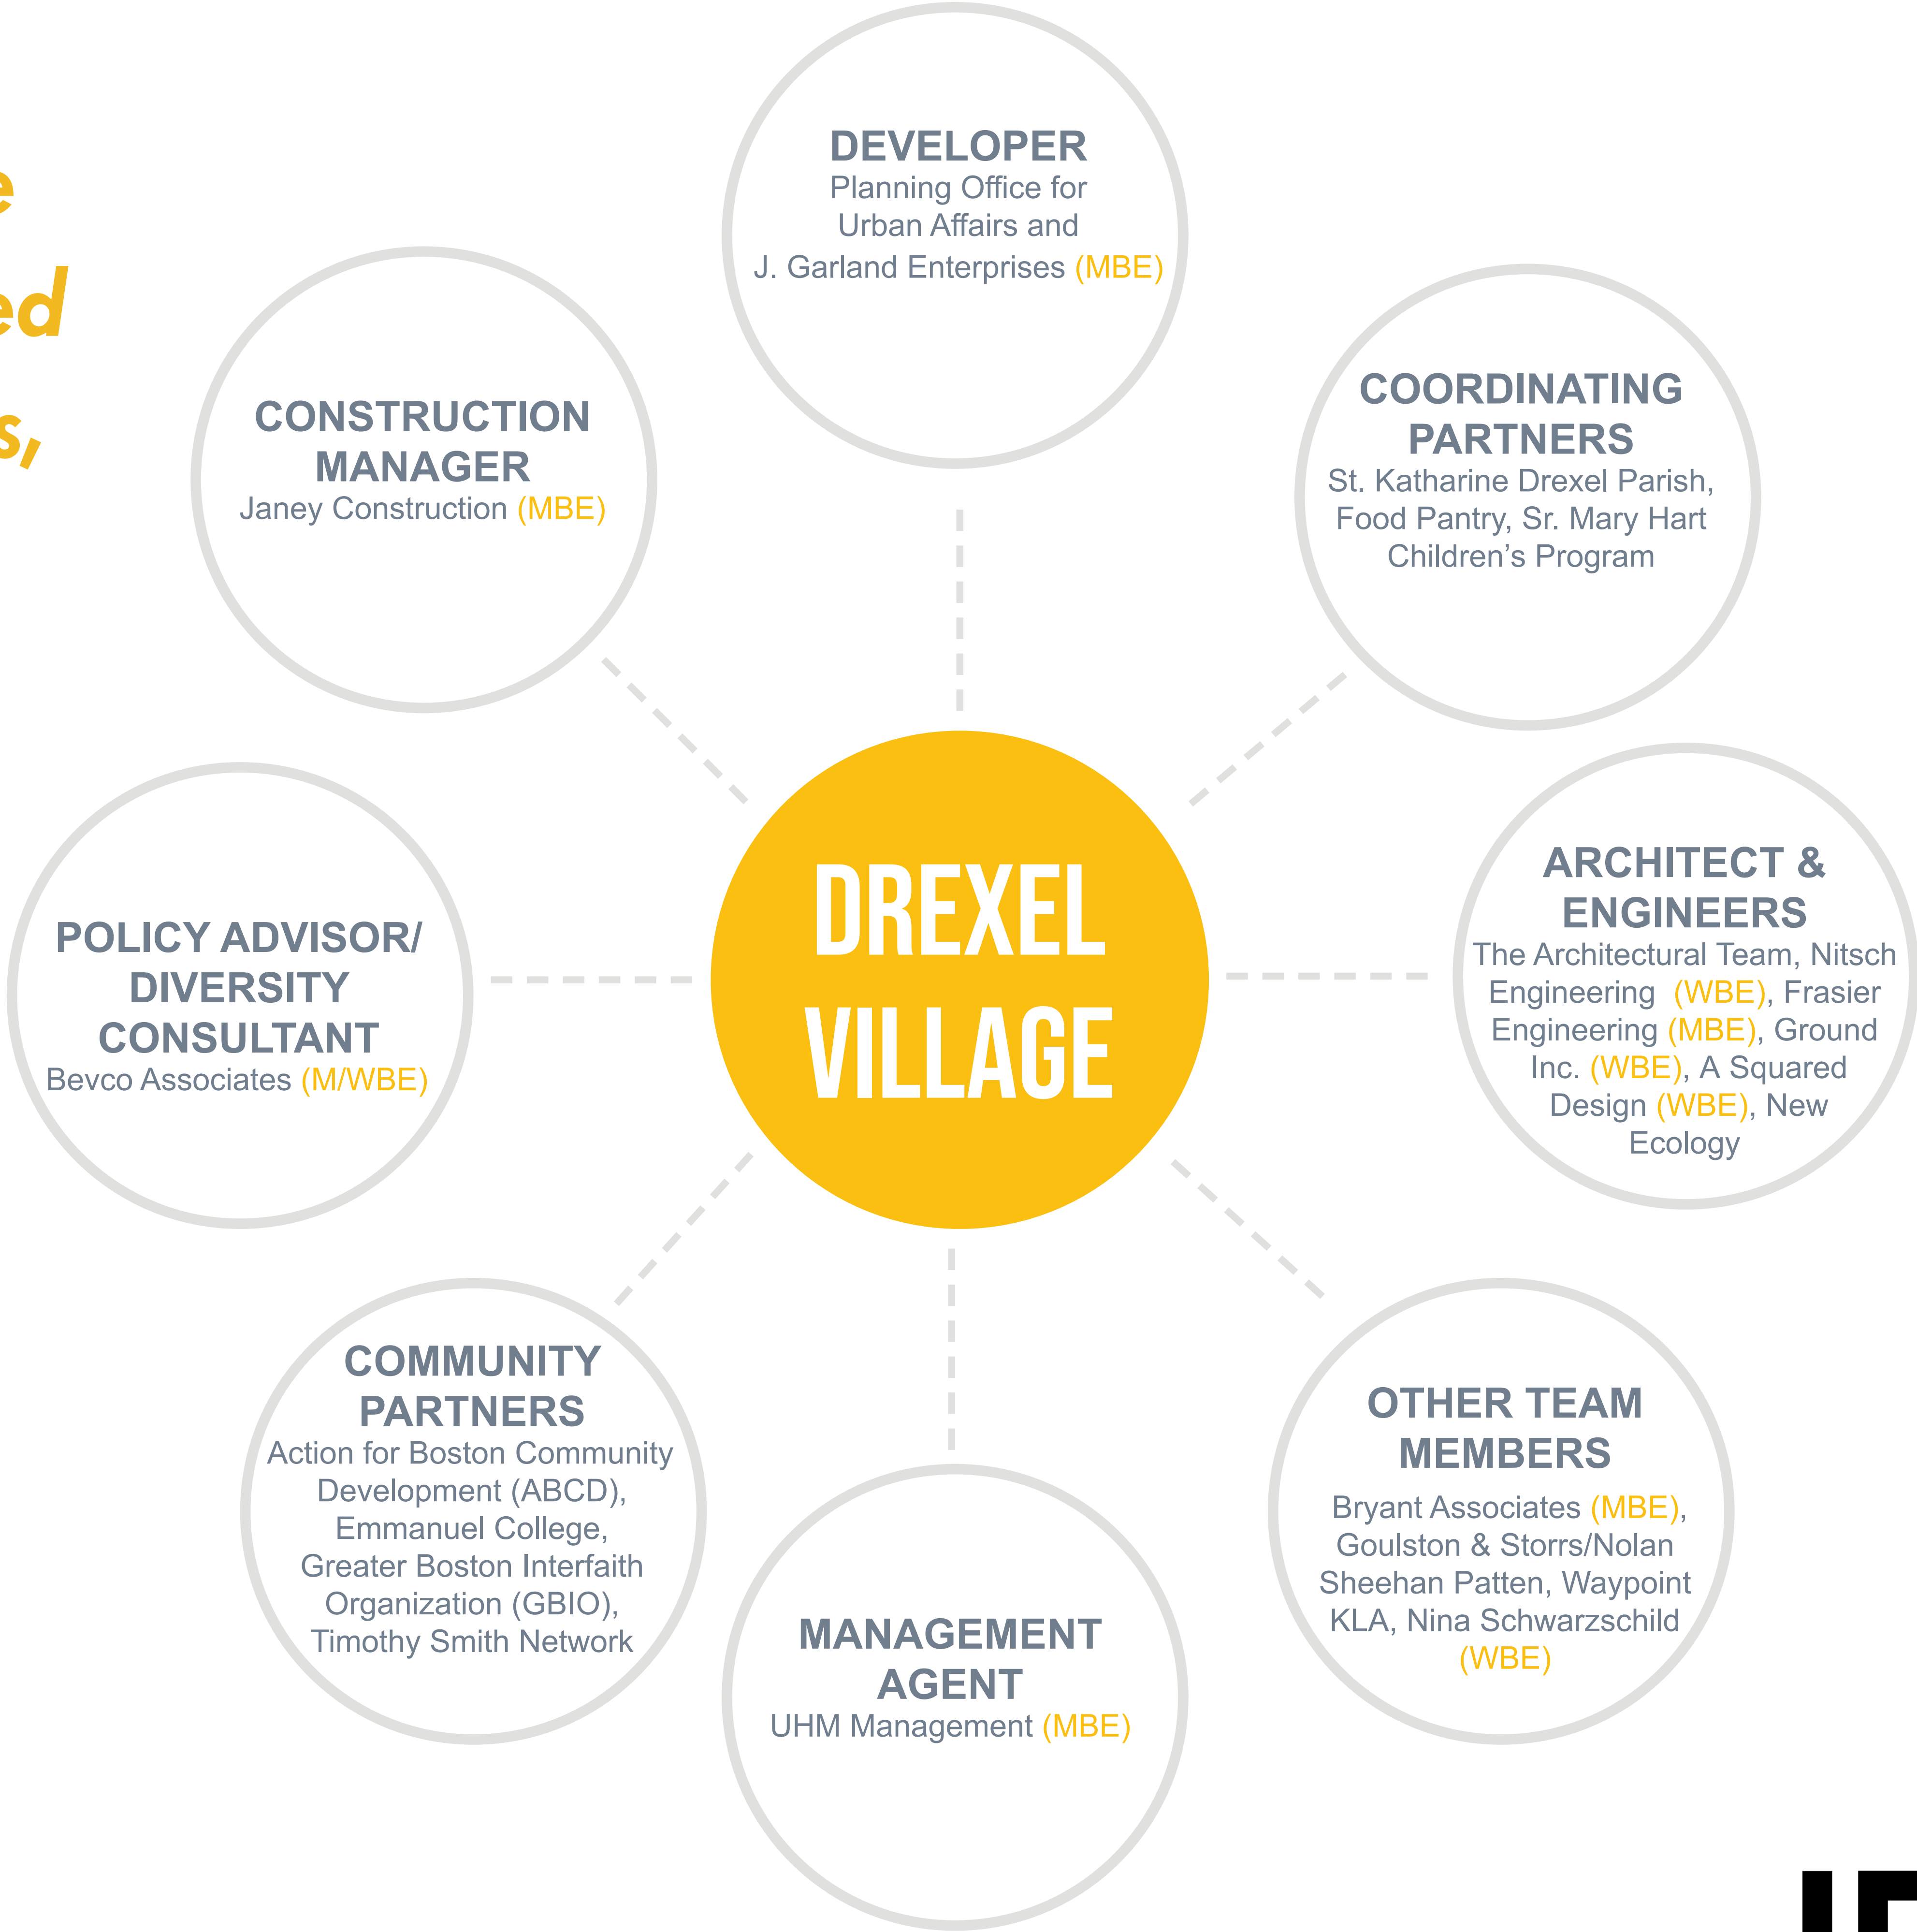 DEVELOPER
Planning Office for
Urban Affairs and
J. Garland Enterprises (MBE)
CONSTRUCTION
MANAGER
Janey Construction (MBE)
COORDINATING
PARTNERS
St. Katharine Drexel Parish,
Food Pantry, Sr. Mary Hart
Children’s Program
DREXEL
VILLAGE
POLICY ADVISOR/
DIVERSITY
CONSULTANT
Bevco Associates (M/WBE)
ARCHITECT &
ENGINEERS
The Architectural Team, Nitsch
Engineering (WBE), Frasier
Engineering (MBE), Ground
Inc. (WBE), A Squared
Design (WBE), New
Ecology
COMMUNITY
PARTNERS
Action for Boston Community
Development (ABCD),
Emmanuel College,
Greater Boston Interfaith
Organization (GBIO),
Timothy Smith Network
MANAGEMENT
AGENT
UHM Management (MBE)
OTHER TEAM
MEMBERS
Bryant Associates (MBE),
Goulston & Storrs/Nolan
Sheehan Patten, Waypoint
KLA, Nina Schwarzschild
(WBE)